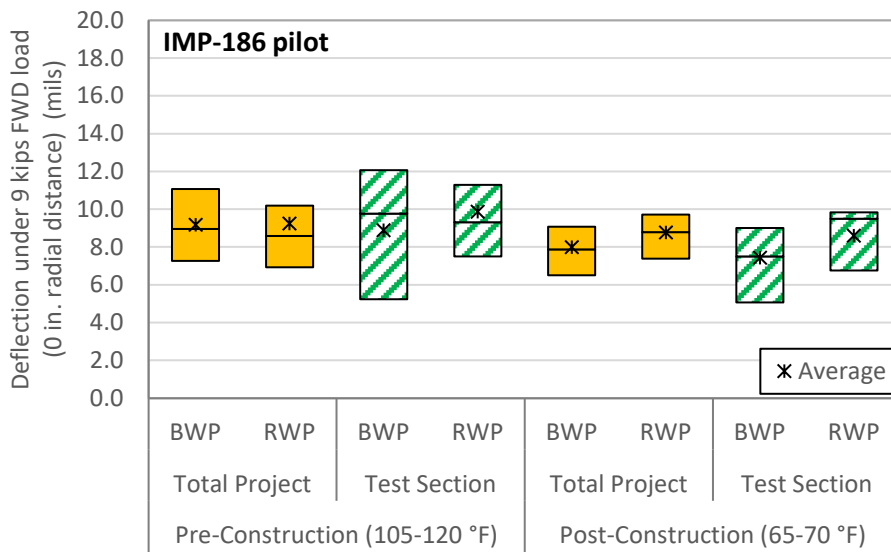 IMP-186 pilot
Deflection under 9 kips FWD load
(0 in. radial distance) (mils)
20.0
18.0
16.0
14.0
12.0
10.0
8.0
6.0
4.0
2.0
0.0
Average
BWP RWP BWP RWP BWP RWP BWP RWP
Total Project Test Section Total Project Test Section
Pre-Construction (105-120 °F) Post-Construction (65-70 °F)